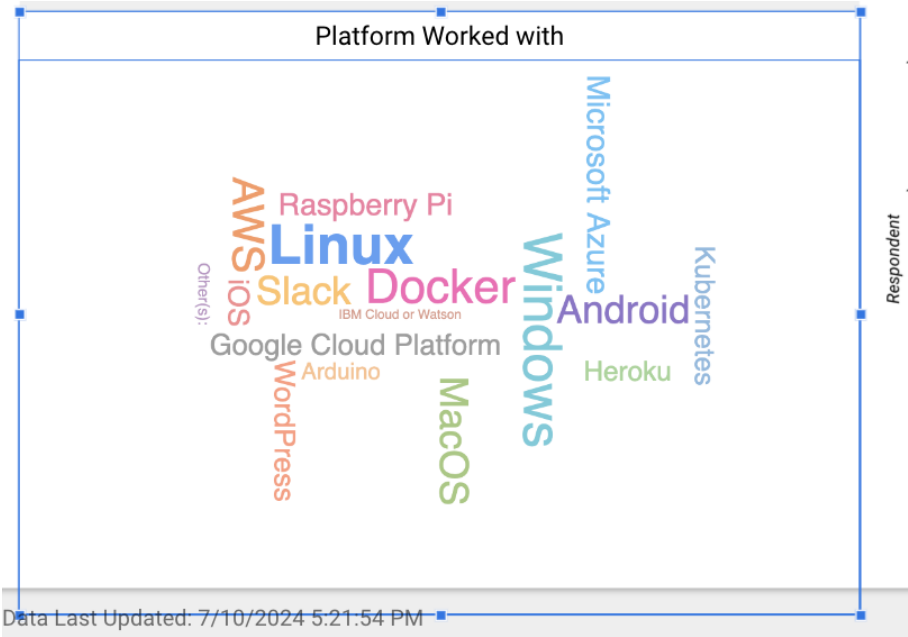 Platform Worked with
Microsoft Azure
AWS
Raspberry Pi
Linux
Windows
Kubernetes
Respondent
Other(s):
iOS
Slack
Docker
Android
IBM Cloud or Watson
Google Cloud Platform
WordPress
Arduino
Heroku
MacOS
Data Last Updated: 7/10/2024 5:21:54 PM